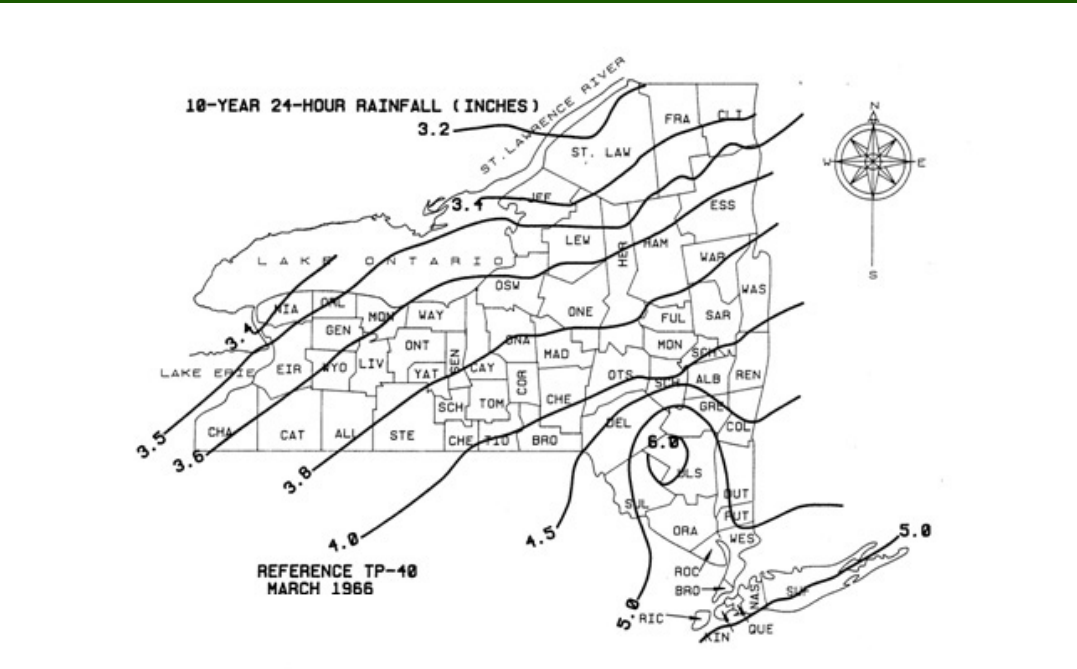 10-YEAR 24-HOUR RAINFALL (INCHES)
3.2
ST. LAWRENCE RIVER
FRA
CLI
N
ST. LAW
W
E
3.4
JEF
ESS
LEW
HER
HAM
WAR
LAKE ONTARIO
S
OSW
WAS
NIA
ORL
MON
WAY
ONE
FUL
SAR
3.4
GEN
ONT
SEN
ONA
MAD
MON
SCH
LAKE ERIE
EIR
WYO
LIV
YAT
CAY
COR
OTS
SCH
ALB
REN
SCH
TOM
CHE
DEL
GRE
COL
CHA
CAT
ALL
STE
CHE
TIO
BRO
6.0
3.5
3.6
3.8
ULS
SUL
DUT
PUT
ORA
WES
4.0
4.5
5.0
REFERENCE TP-40
MARCH 1966
ROC
BRO
NAS
SUF
5.0
RIC
KIN
QUE